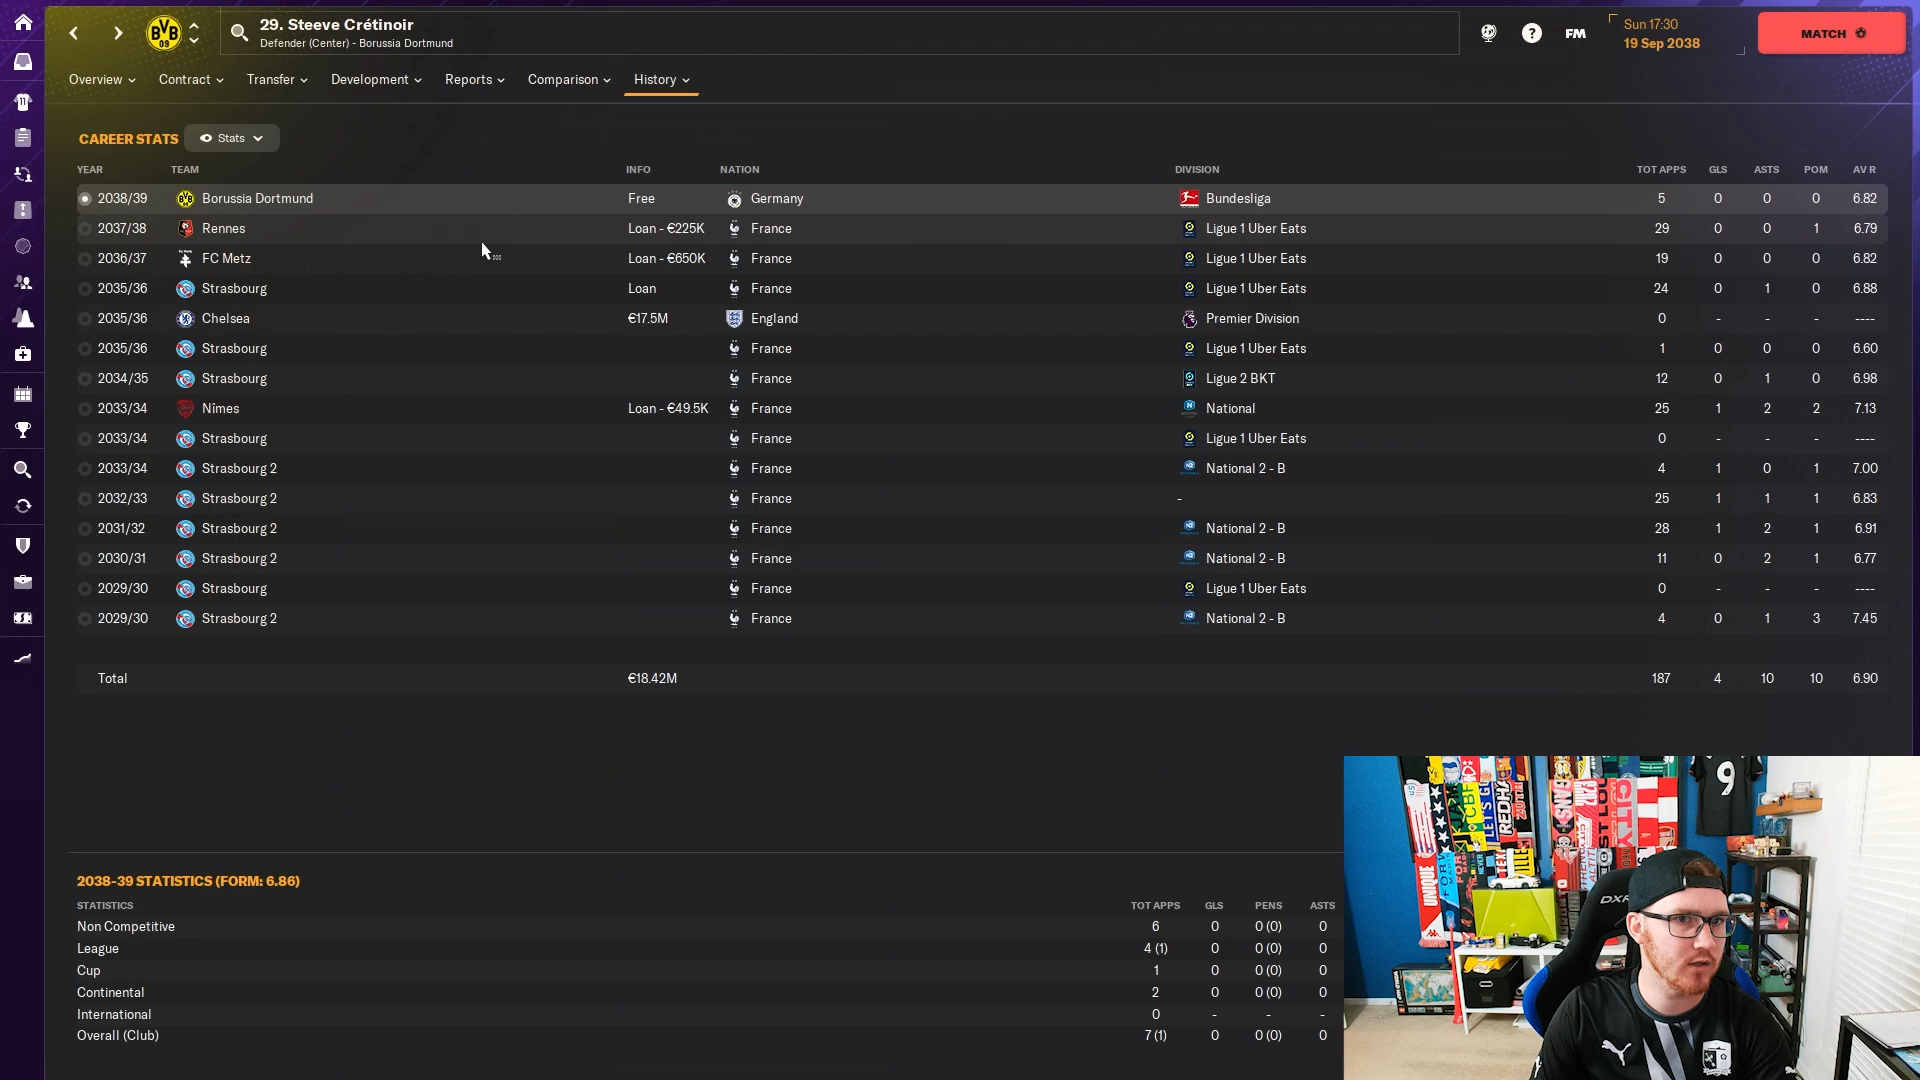 29. Steeve Crétinoir
Defender (Center) - Borussia Dortmund
FM
Sun 17:30
19 Sep 2038
MATCH
Overview
Contract
Transfer
Development
Reports
Comparison
History
CAREER STATS
Stats
YEAR TEAM INFO NATION DIVISION TOT APPS GLS ASTS POM AV R
2038/39 Borussia Dortmund Free Germany Bundesliga 5 0 0 0 6.82
2037/38 Rennes Loan - €225K France Ligue 1 Uber Eats 29 0 0 1 6.79
2036/37 FC Metz Loan - €650K France Ligue 1 Uber Eats 19 0 0 0 6.82
2035/36 Strasbourg Loan France Ligue 1 Uber Eats 24 0 1 0 6.88
2035/36 Chelsea €17.5M England Premier Division 0 - - - ----
2035/36 Strasbourg France Ligue 1 Uber Eats 1 0 0 0 6.60
2034/35 Strasbourg France Ligue 2 BKT 12 0 1 0 6.98
2033/34 Nîmes Loan - €49.5K France National 25 1 2 2 7.13
2033/34 Strasbourg France Ligue 1 Uber Eats 0 - - - ----
2033/34 Strasbourg 2 France National 2 - B 4 1 0 1 7.00
2032/33 Strasbourg 2 France - 25 1 1 1 6.83
2031/32 Strasbourg 2 France National 2 - B 28 1 2 1 6.91
2030/31 Strasbourg 2 France National 2 - B 11 0 2 1 6.77
2029/30 Strasbourg France Ligue 1 Uber Eats 0 - - - ----
2029/30 Strasbourg 2 France National 2 - B 4 0 1 3 7.45
Total €18.42M 187 4 10 10 6.90
2038-39 STATISTICS (FORM: 6.86)
STATISTICS TOT APPS GLS PENS ASTS
Non Competitive 6 0 0 (0) 0
League 4 (1) 0 0 (0) 0
Cup 1 0 0 (0) 0
Continental 2 0 0 (0) 0
International 0 - - -
Overall (Club) 7 (1) 0 0 (0) 0
9
CBF
CITY
UNIQUE
TEX